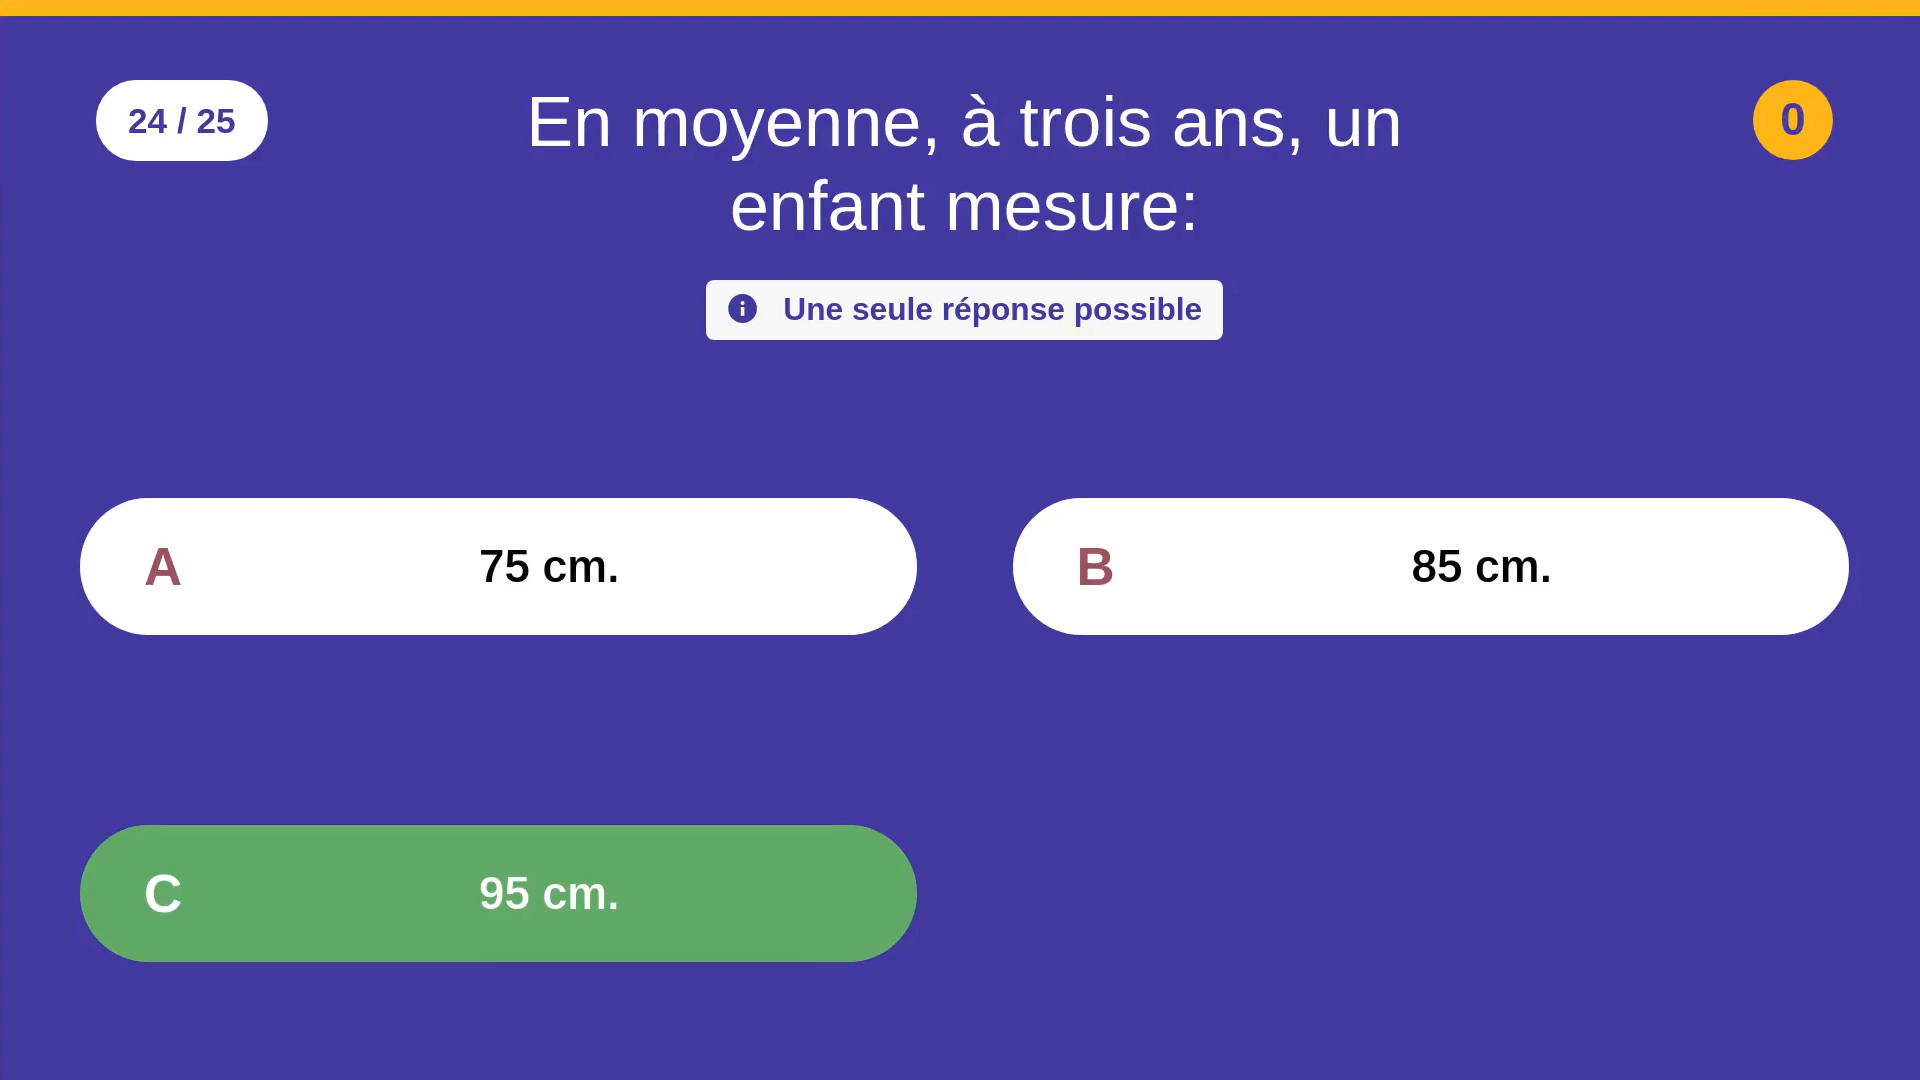 24 / 25
En moyenne, à trois ans, un
enfant mesure:
0
Une seule réponse possible
A 75 cm.
B 85 cm.
C 95 cm.